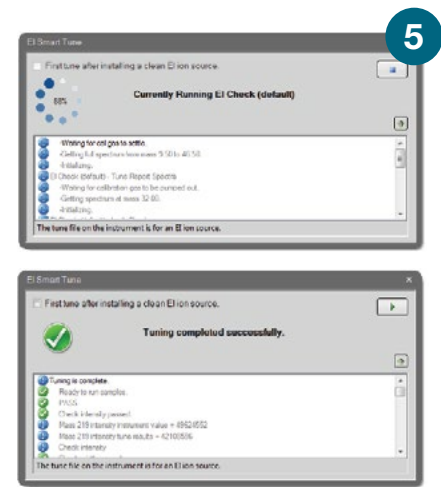 5
EI Smart Tune
First tune after installing a clean EI ion source.
88%
Currently Running EI Check (default)
-Waiting for cal gas to settle.
-Getting full spectrum from mass 9.50 to 46.50.
-Initializing.
EI Check (default) - Tune Report Spectra
-Waiting for calibration gas to be pumped out.
-Getting spectrum at mass 32.00.
-Initializing.
The tune file on the instrument is for an EI ion source.
EI Smart Tune
First tune after installing a clean EI ion source.
Tuning completed successfully.
Tuning is complete.
Ready to run samples.
PASS
Check intensity passed
Mass 219 intensity instrument value = 49624552
Mass 219 intensity tune results = 42108586
Check intensity
The tune file on the instrument is for an EI ion source.